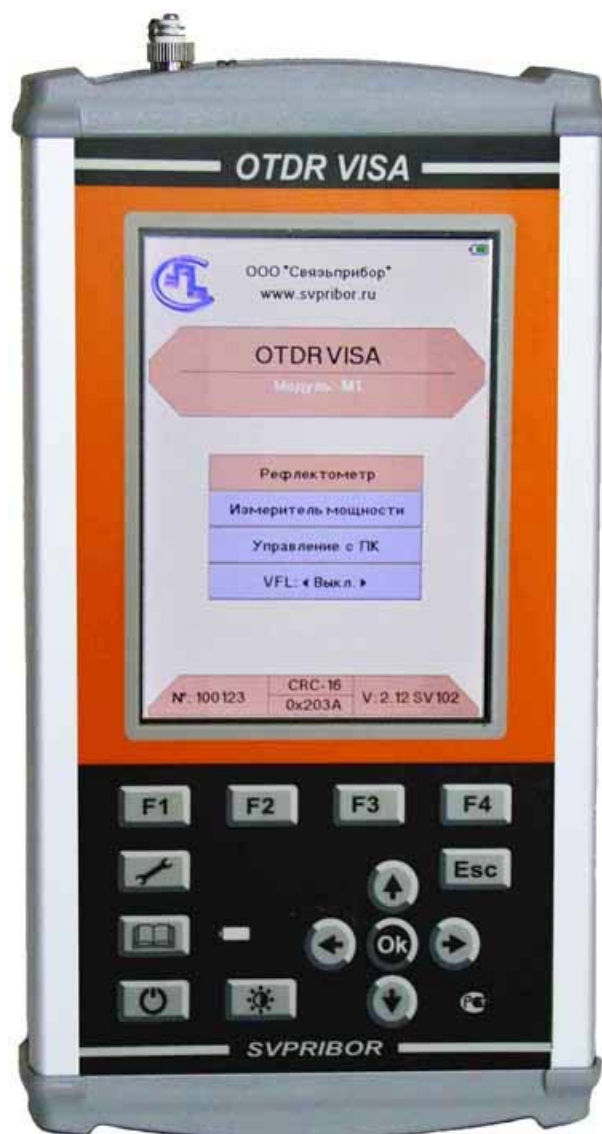 OTDR VISA
ООО "Связьприбор"
www.svpribor.ru
OTDR VISA
Модуль: M1
Рефлектометр
Измеритель мощности
Управление с ПК
VFL: ◂ Выкл. ▸
№: 100123
CRC-16
0x203A
V: 2.12 SV102
F1 F2 F3 F4
Esc
Ok
SVPRIBOR